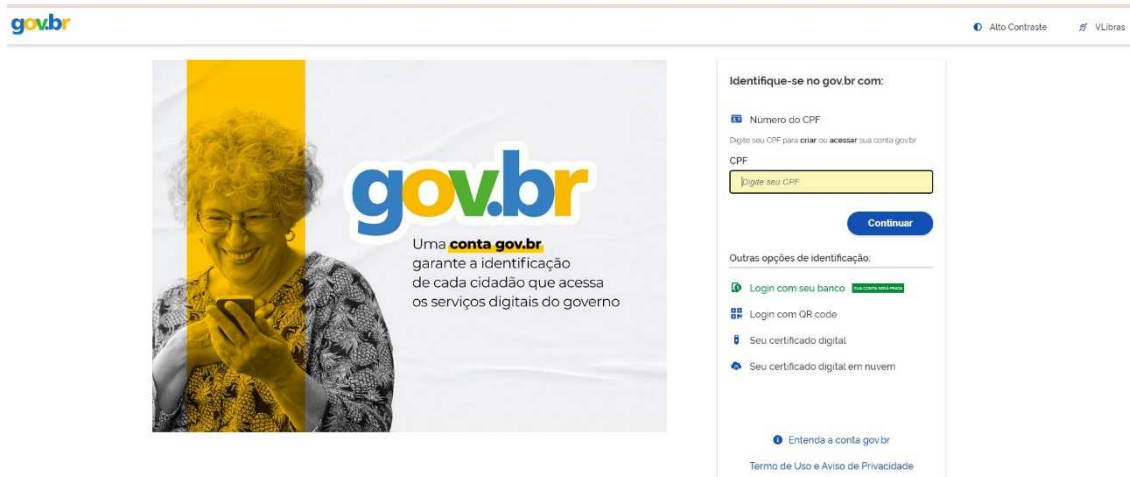 gov.br
Alto Contraste
VLibras
gov.br
Uma conta gov.br
garante a identificação
de cada cidadão que acessa
os serviços digitais do governo
Identifique-se no gov.br com:
Número do CPF
Digite seu CPF para criar ou acessar sua conta gov.br
CPF
Digite seu CPF
Continuar
Outras opções de identificação:
Login com seu banco SUA CONTA SERÁ PRATA
Login com QR code
Seu certificado digital
Seu certificado digital em nuvem
Entenda a conta gov.br
Termo de Uso e Aviso de Privacidade